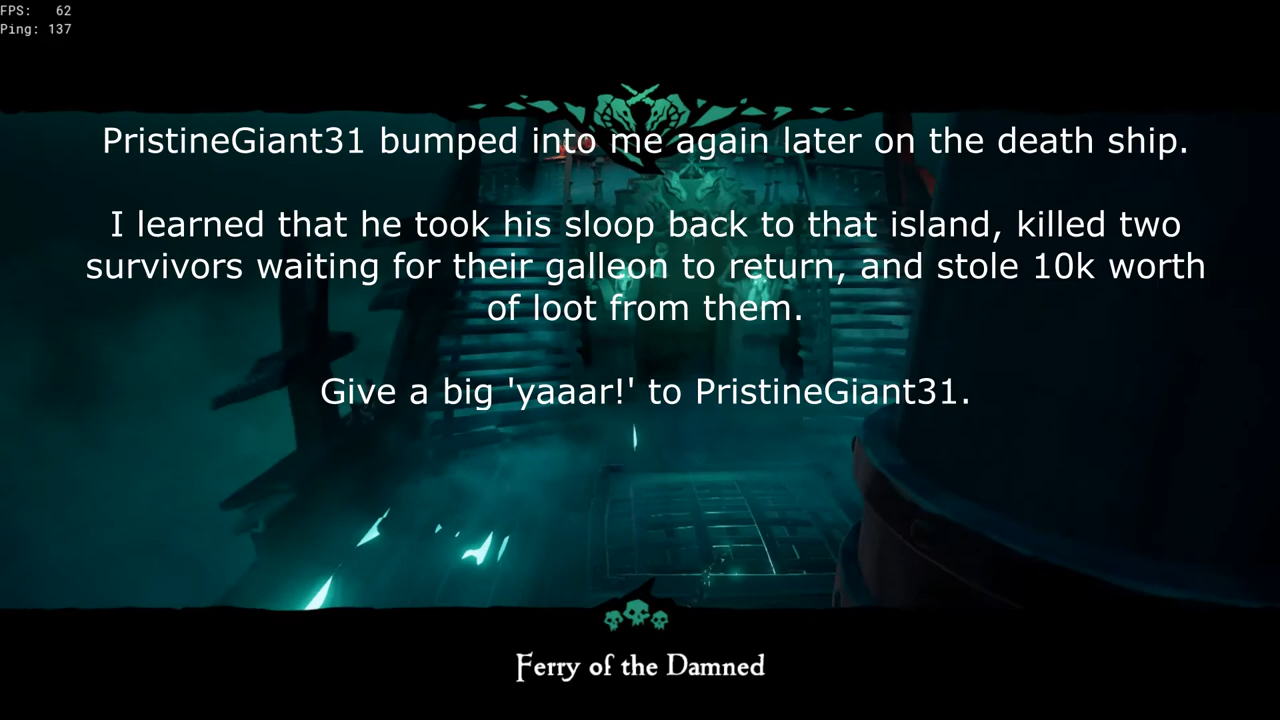 FPS: 62
Ping: 137
PristineGiant31 bumped into me again later on the death ship.
I learned that he took his sloop back to that island, killed two
survivors waiting for their galleon to return, and stole 10k worth
of loot from them.
Give a big 'yaaar!' to PristineGiant31.
Ferry of the Damned